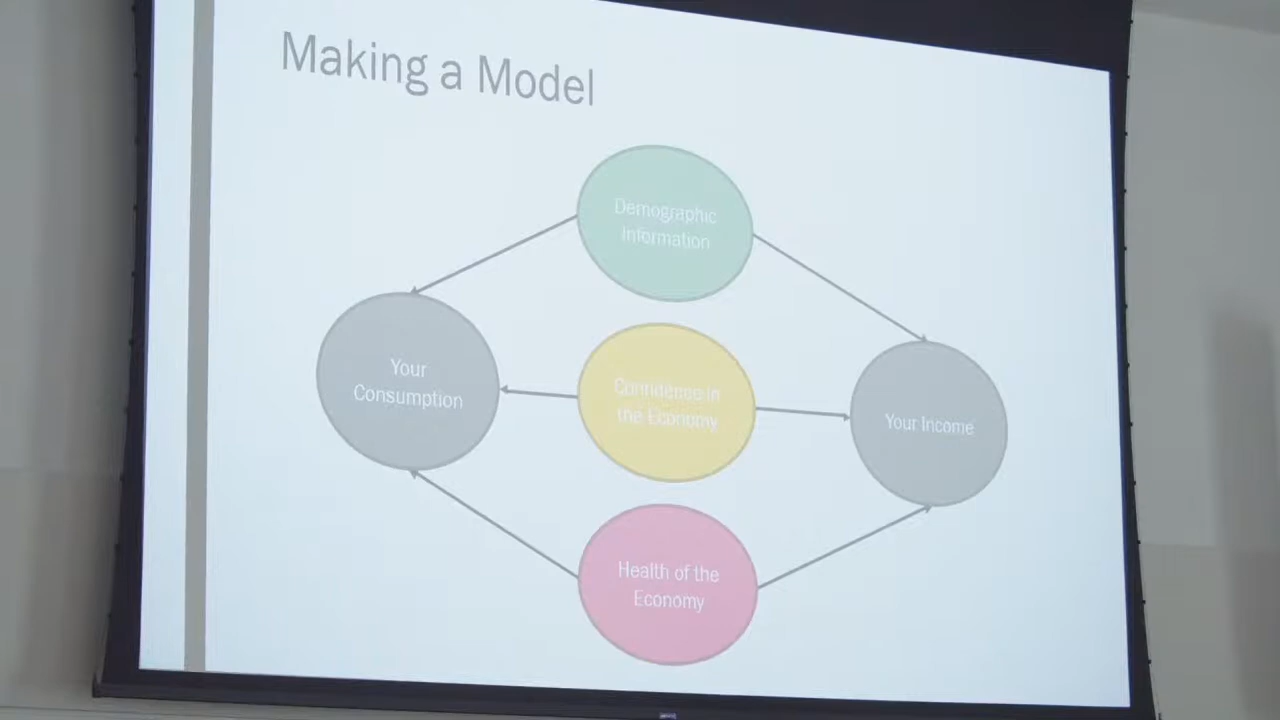 Making a Model
Demographic
Information
Your
Consumption
Confidence in
the Economy
Your Income
Health of the
Economy